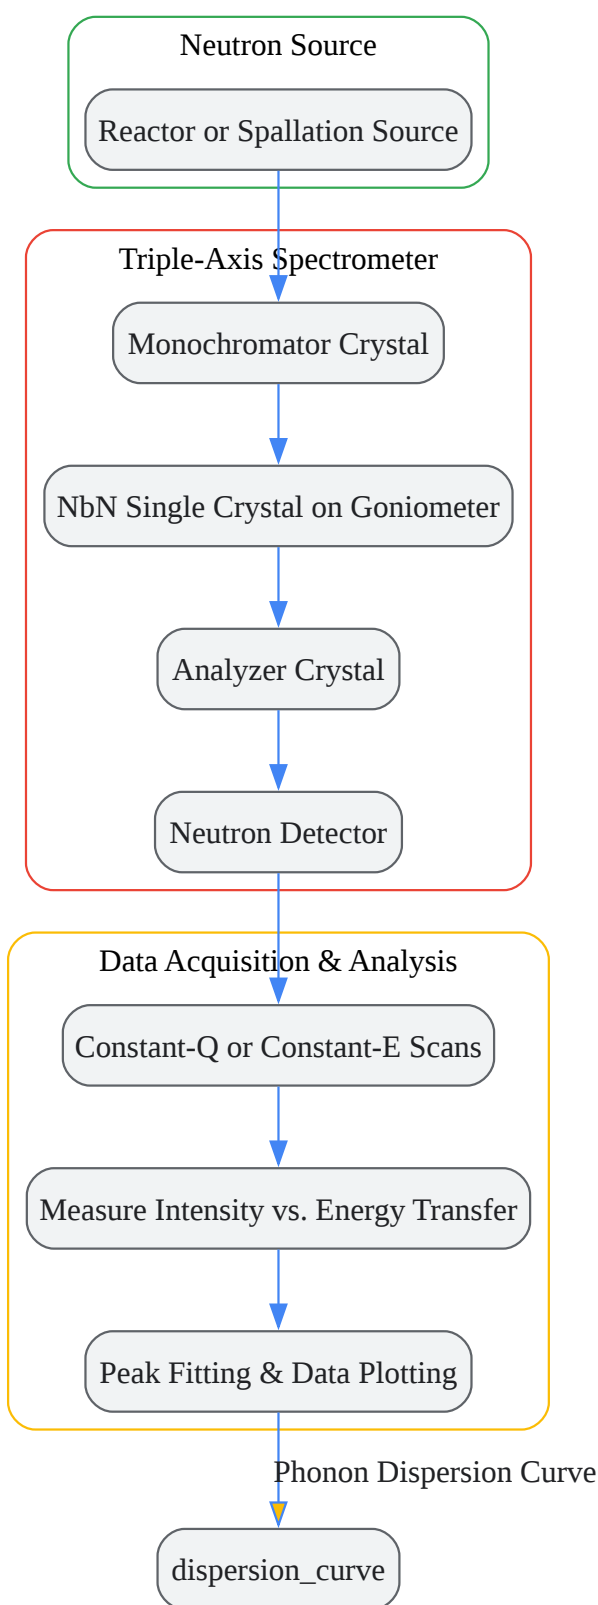 Neutron Source
Reactor or Spallation Source
Triple-Axis Spectrometer
Monochromator Crystal
NbN Single Crystal on Goniometer
Analyzer Crystal
Neutron Detector
Data Acquisition & Analysis
Constant-Q or Constant-E Scans
Measure Intensity vs. Energy Transfer
Peak Fitting & Data Plotting
Phonon Dispersion Curve
dispersion_curve